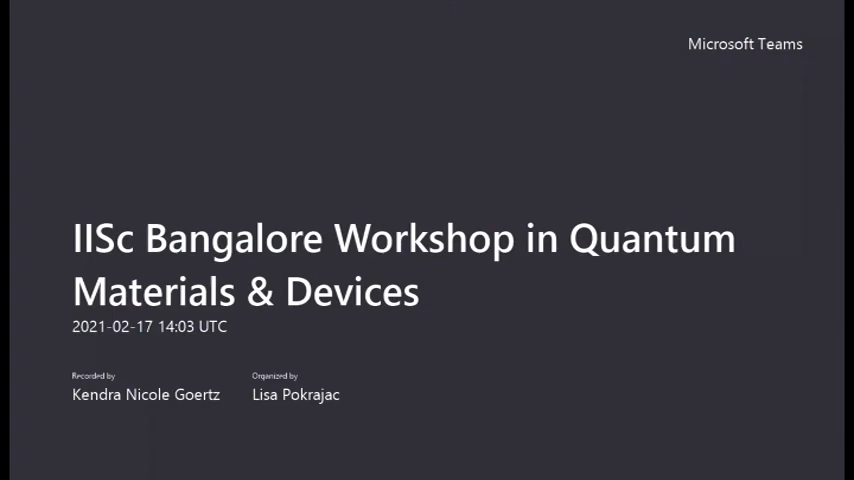 Microsoft Teams
IISc Bangalore Workshop in Quantum
Materials & Devices
2021-02-17 14:03 UTC
Recorded by
Organized by
Kendra Nicole Goertz
Lisa Pokrajac